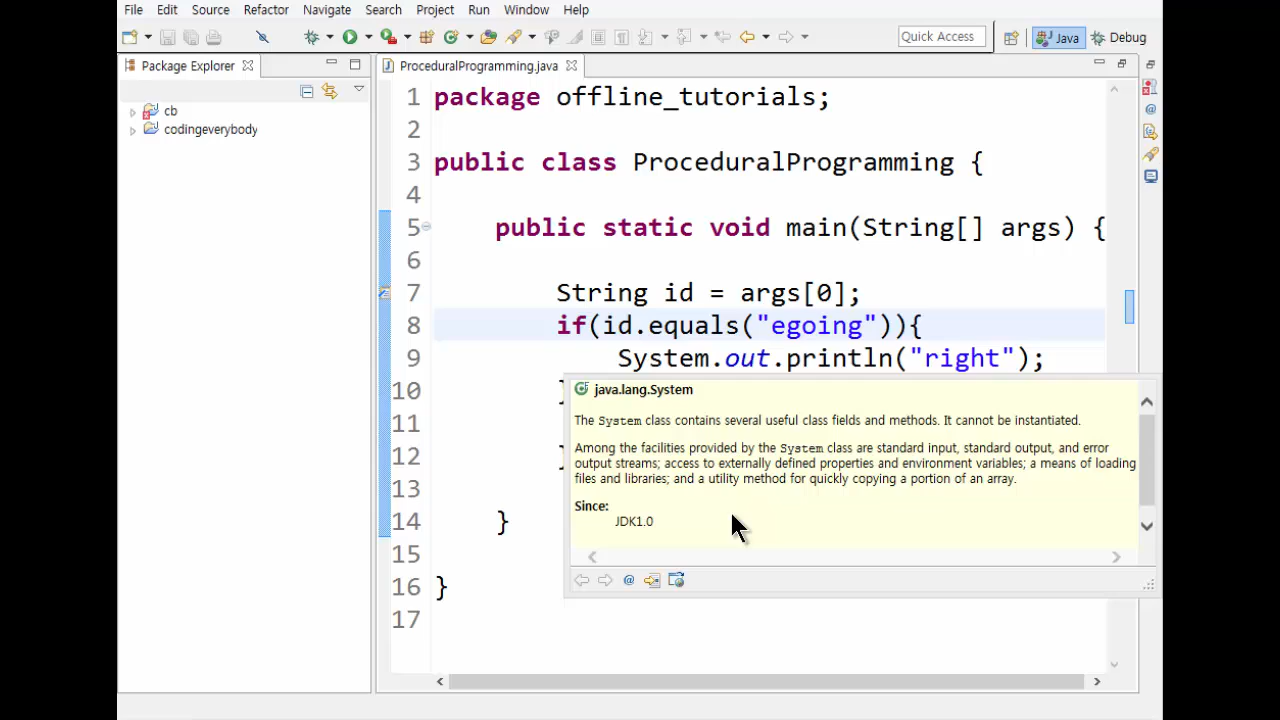 File Edit Source Refactor Navigate Search Project Run Window Help
Quick Access
Java
Debug
Package Explorer
cb
codingeverybody
ProceduralProgramming.java
1 package offline_tutorials;
2
3 public class ProceduralProgramming {
4
5 public static void main(String[] args) {
6
7 String id = args[0];
8 if(id.equals("egoing")){
9 System.out.println("right");
10 }
11
12 }
13
14 }
15
16 }
17
java.lang.System
The System class contains several useful class fields and methods. It cannot be instantiated.
Among the facilities provided by the System class are standard input, standard output, and error
output streams; access to externally defined properties and environment variables; a means of loading
files and libraries; and a utility method for quickly copying a portion of an array.
Since:
JDK1.0